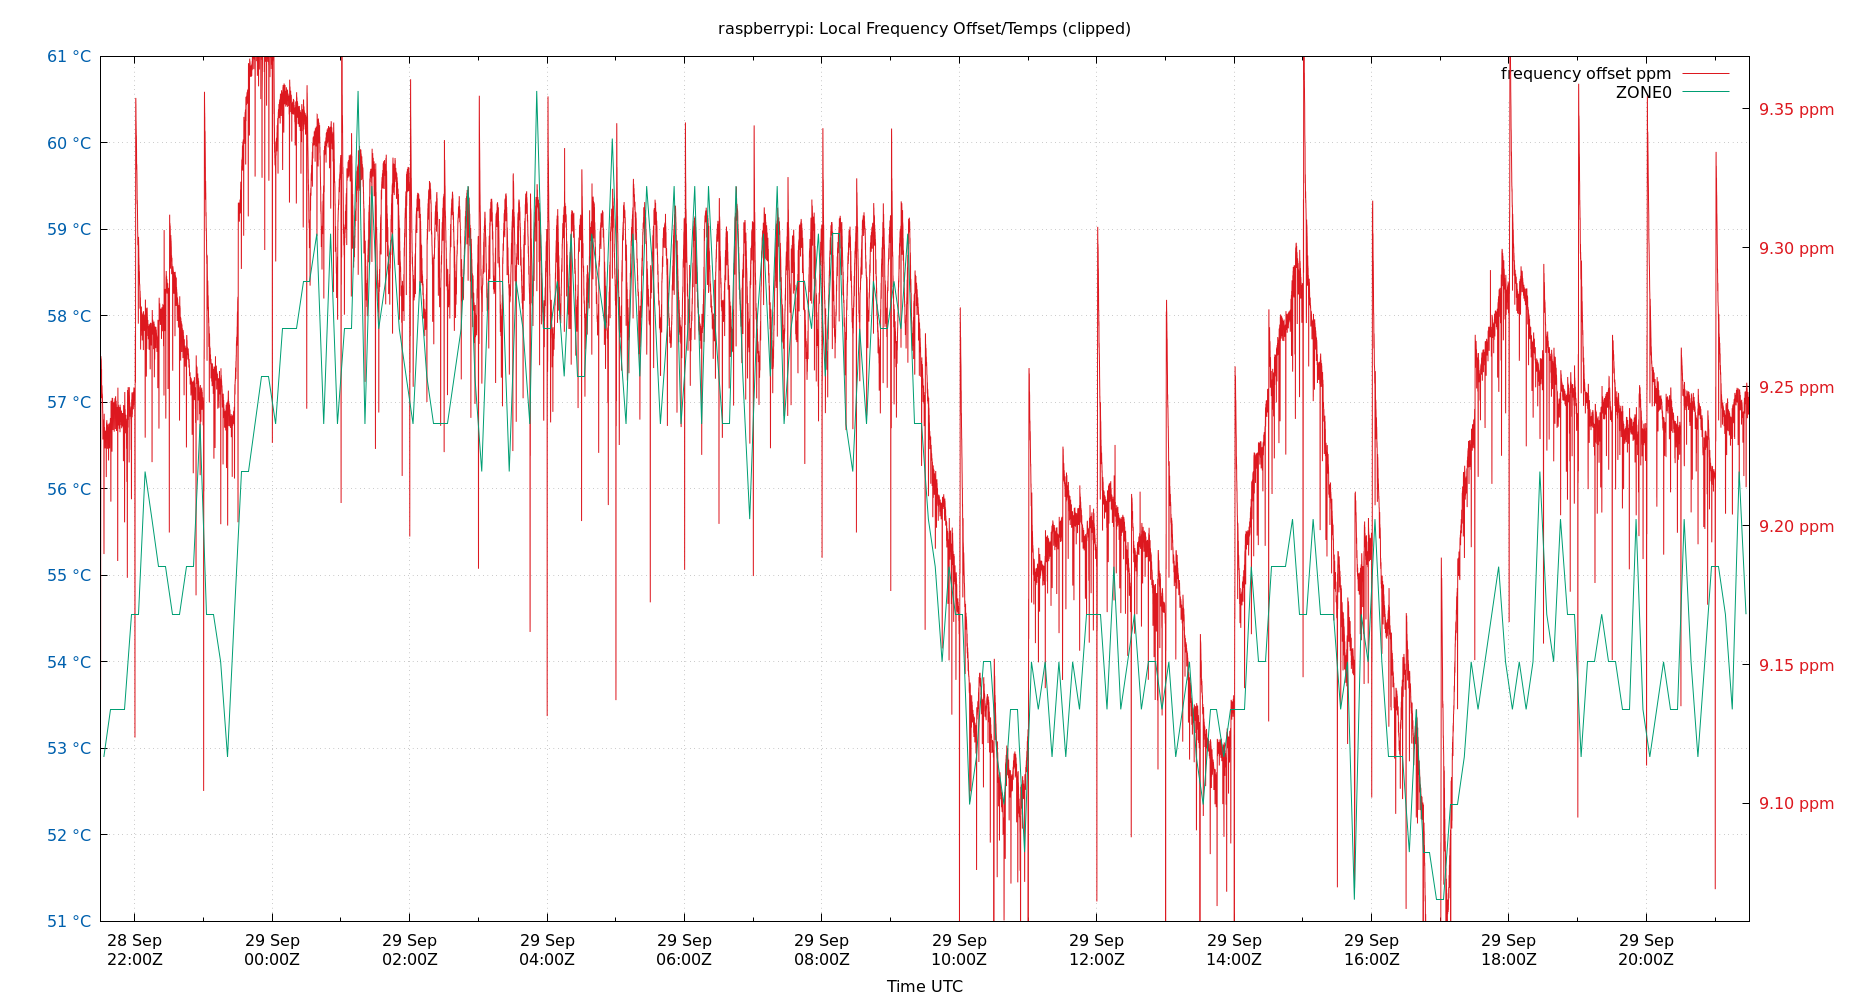 raspberrypi: Local Frequency Offset/Temps (clipped)
61 °C
60 °C
59 °C
58 °C
57 °C
56 °C
55 °C
54 °C
53 °C
52 °C
51 °C
frequency offset ppm
ZONE0
9.35 ppm
9.30 ppm
9.25 ppm
9.20 ppm
9.15 ppm
9.10 ppm
28 Sep
22:00Z
29 Sep
00:00Z
29 Sep
02:00Z
29 Sep
04:00Z
29 Sep
06:00Z
29 Sep
08:00Z
29 Sep
10:00Z
29 Sep
12:00Z
29 Sep
14:00Z
29 Sep
16:00Z
29 Sep
18:00Z
29 Sep
20:00Z
Time UTC